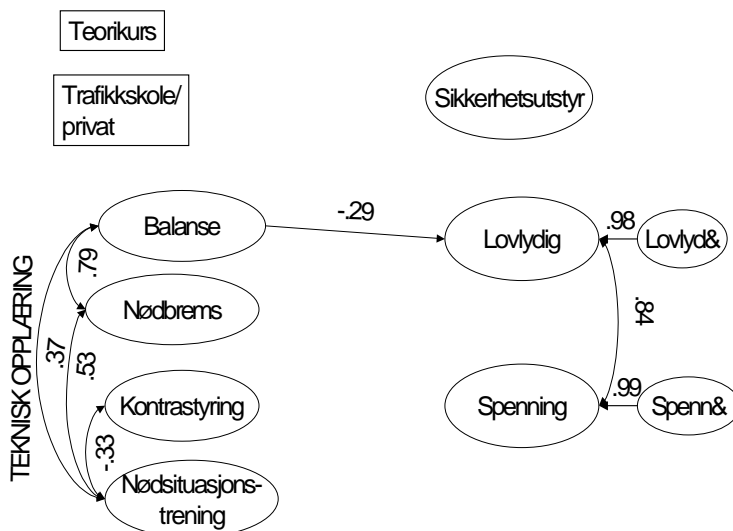 Teorikurs
Trafikkskole/
privat
Sikkerhetsutstyr
Balanse
-.29
Lovlydig
.98
Lovlyd&
.79
Nødbrems
TEKNISK OPPLÆRING
.37
.53
.84
Kontrastyring
Spenning
.99
Spenn&
-.33
Nødsituasjons-
trening